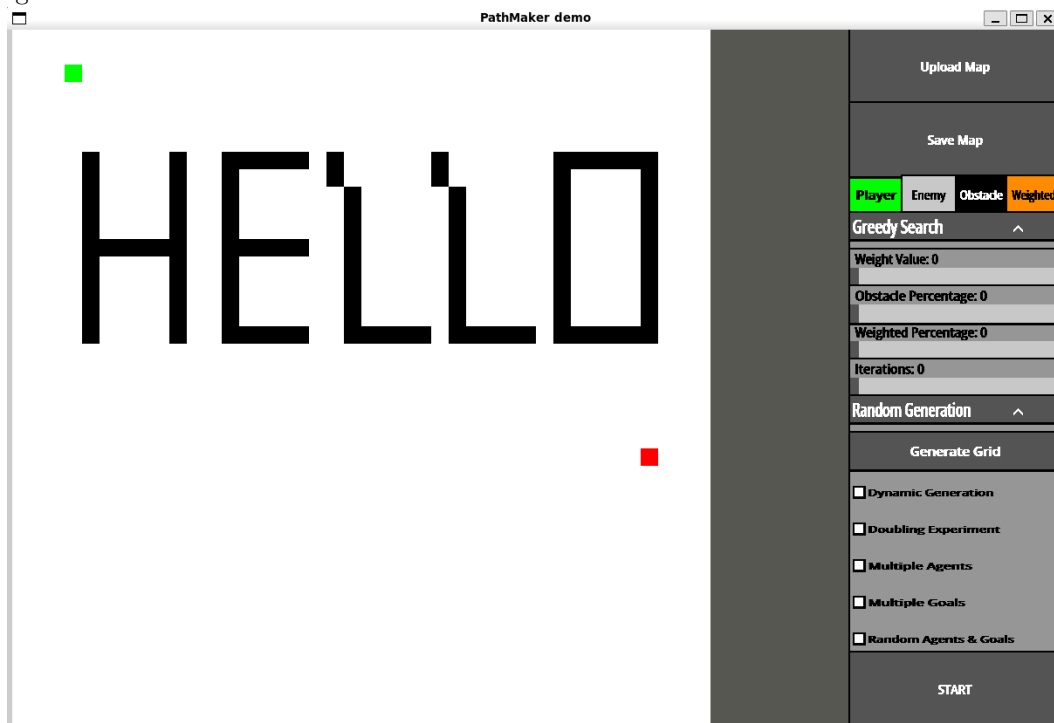 PathMaker demo
HELLO
Upload Map
Save Map
Player Enemy Obstacle Weighted
Greedy Search
Weight Value: 0
Obstacle Percentage: 0
Weighted Percentage: 0
Iterations: 0
Random Generation
Generate Grid
Dynamic Generation
Doubling Experiment
Multiple Agents
Multiple Goals
Random Agents & Goals
START